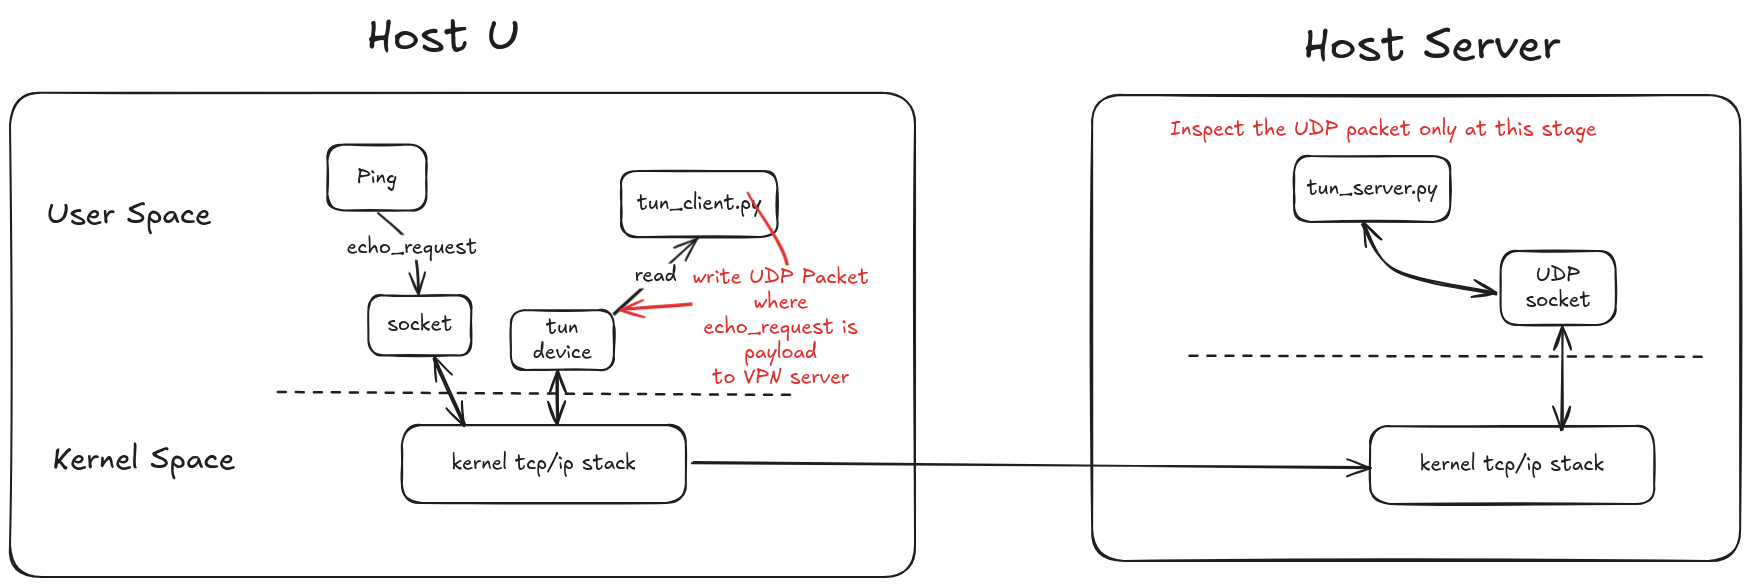 Host U
Host Server
Inspect the UDP packet only at this stage
Ping
tun_client.py
tun_server.py
User Space
echo_request
read
write UDP Packet
where
echo_request is
payload
to VPN server
UDP
socket
socket
tun
device
Kernel Space
kernel tcp/ip stack
kernel tcp/ip stack